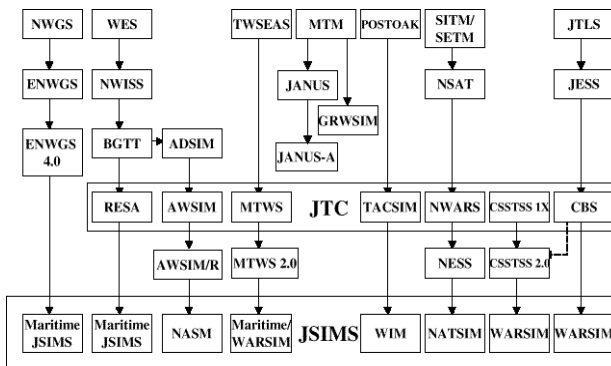 NWGS
WES
TWSEAS
MTM
POSTOAK
SITM/
SETM
JTLS
ENWGS
NWISS
JANUS
NSAT
JESS
GRWSIM
ENWGS
4.0
BGTT
ADSIM
JANUS-A
RESA
AWSIM
MTWS
JTC
TACSIM
NWARS
CSSTSS 1X
CBS
AWSIM/R
MTWS 2.0
NESS
CSSTSS 2.0
Maritime
JSIMS
Maritime
JSIMS
NASM
Maritime/
WARSIM
JSIMS
WIM
NATSIM
WARSIM
WARSIM